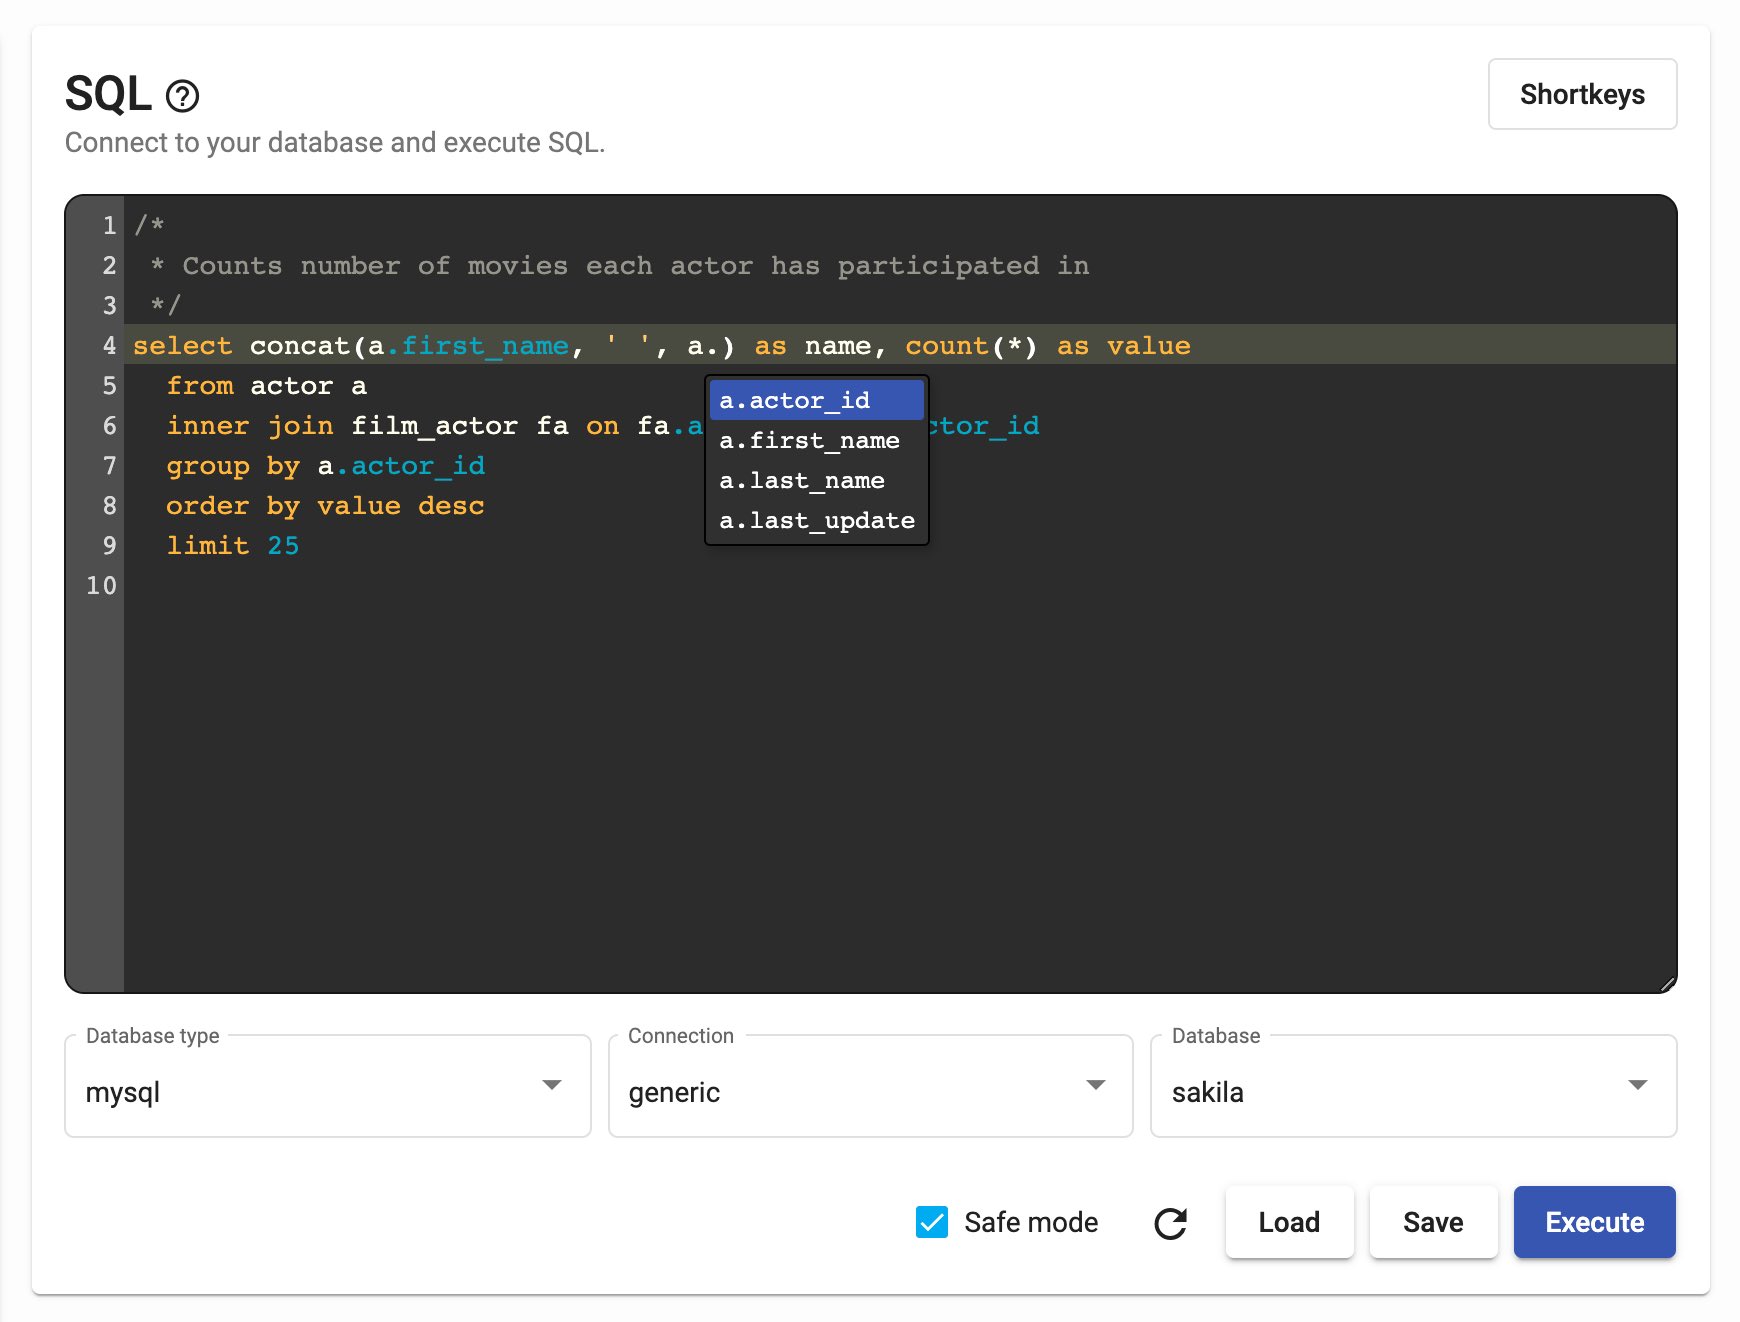 SQL ?
Shortkeys
Connect to your database and execute SQL.
1 /*
2  * Counts number of movies each actor has participated in
3  */
4 select concat(a.first_name, ' ', a.) as name, count(*) as value
5   from actor a
6   inner join film_actor fa on fa.a ctor_id
7   group by a.actor_id
8   order by value desc
9   limit 25
10
a.actor_id
a.first_name
a.last_name
a.last_update
Database type
mysql
Connection
generic
Database
sakila
Safe mode
Load
Save
Execute